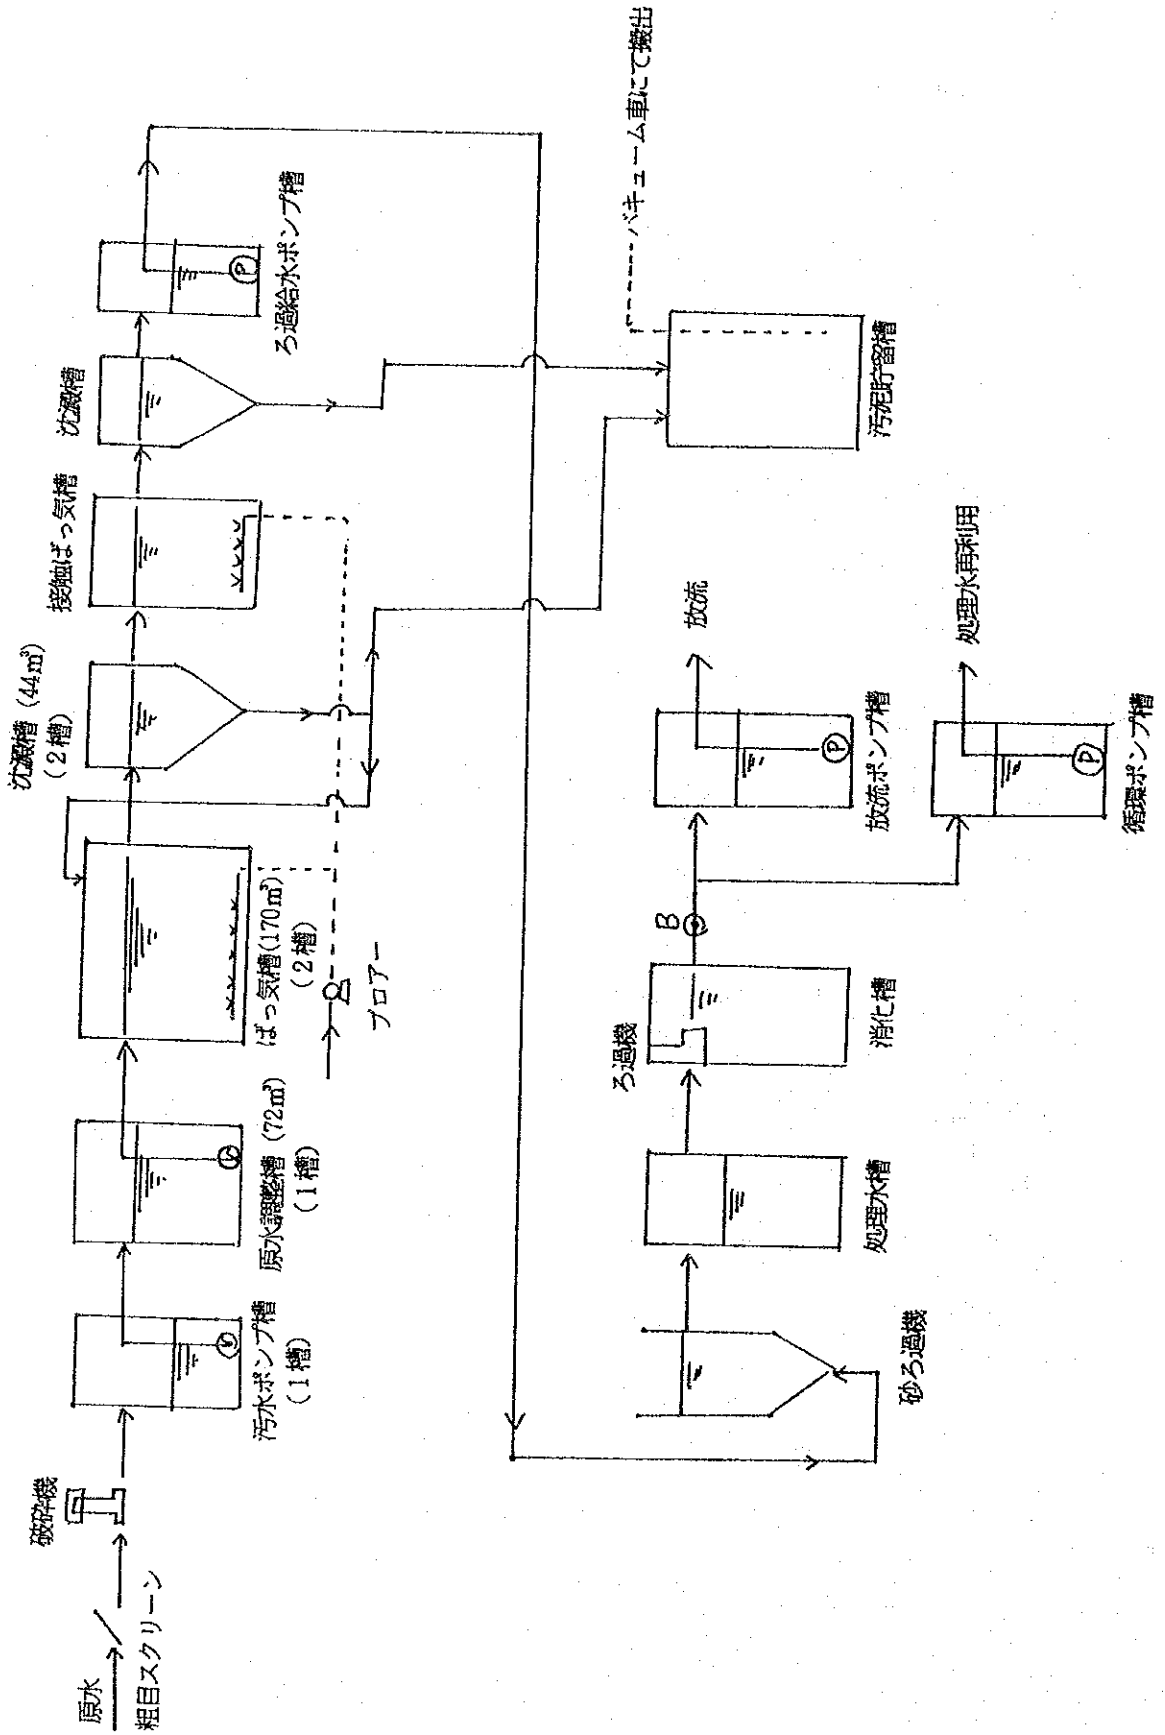 原水
粗目スクリーン
破砕機
汚水ポンプ槽
(1槽)
原水調整槽 (72㎥)
(1槽)
ばっ気槽(170㎥)
(2槽)
ブロアー
沈澱槽 (44㎥)
(2槽)
接触ばっ気槽
沈澱槽
ろ過給水ポンプ槽
P
P
P
砂ろ過機
処理水槽
ろ過機
消化槽
B
放流ポンプ槽
P
放流
循環ポンプ槽
P
処理水再利用
汚泥貯留槽
バキューム車にて搬出